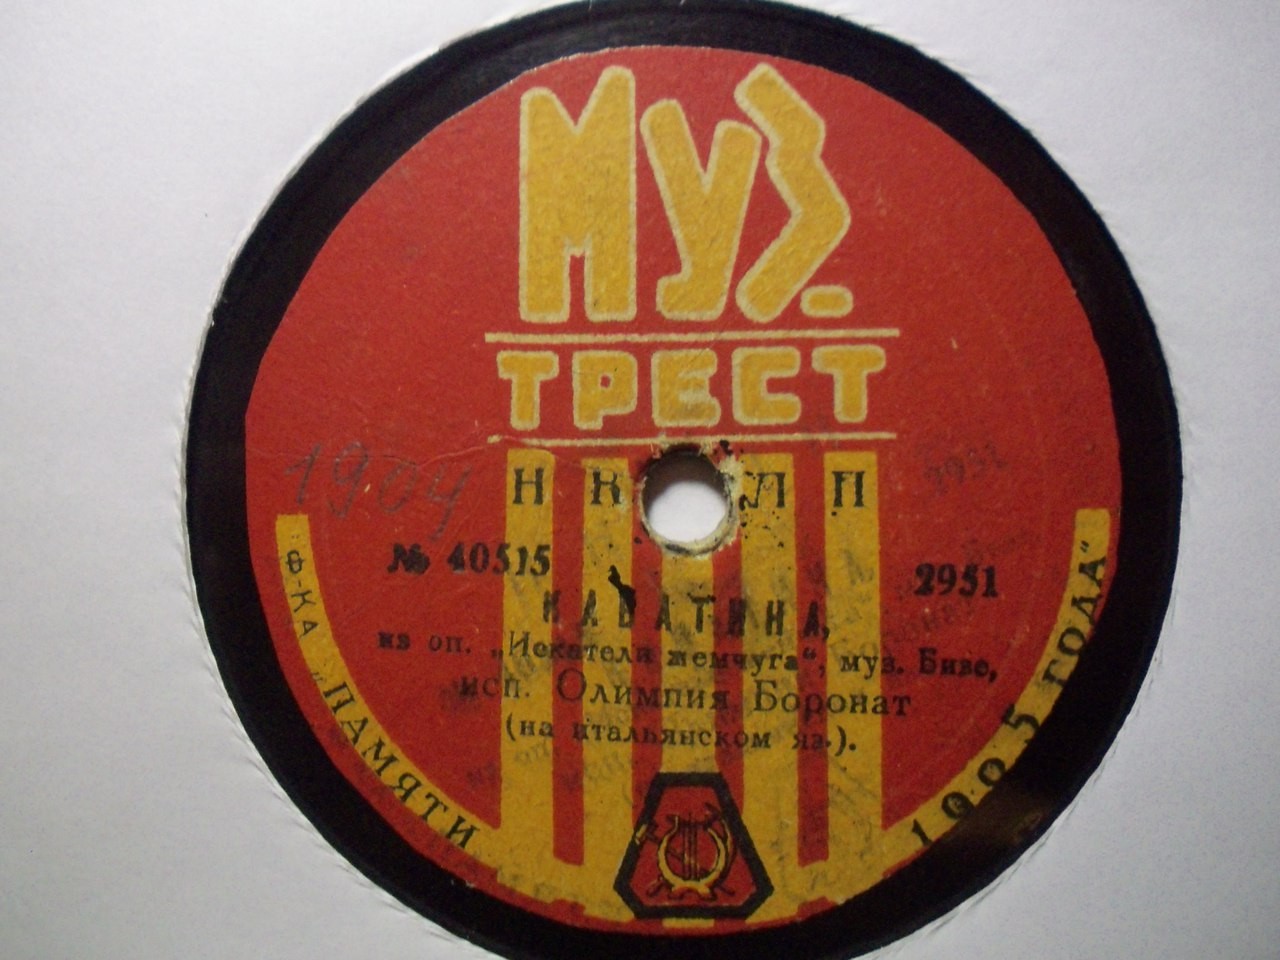 Муз.
ТРЕСТ
Н К Л П
1904
№ 40515
2951
КАВАТИНА,
из оп. „Искатели жемчуга“, муз. Бизе,
исп. Олимпия Боронат
(на итальянском яз.).
Ф-КА „ПАМЯТИ 1905 ГОДА“